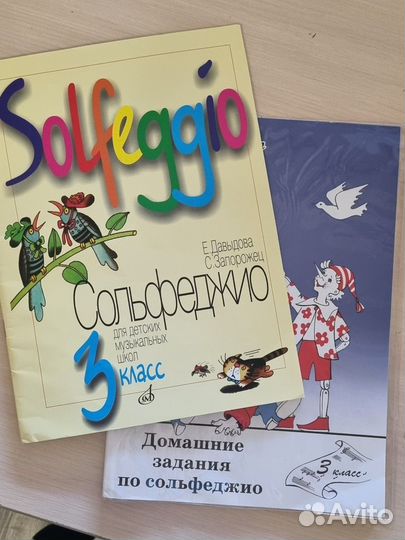 Solfeggio
Е. Давыдова
С. Запорожец
Сольфеджио
для детских
музыкальных
школ
3 класс
Домашние
задания
по сольфеджио
3 класс
Avito